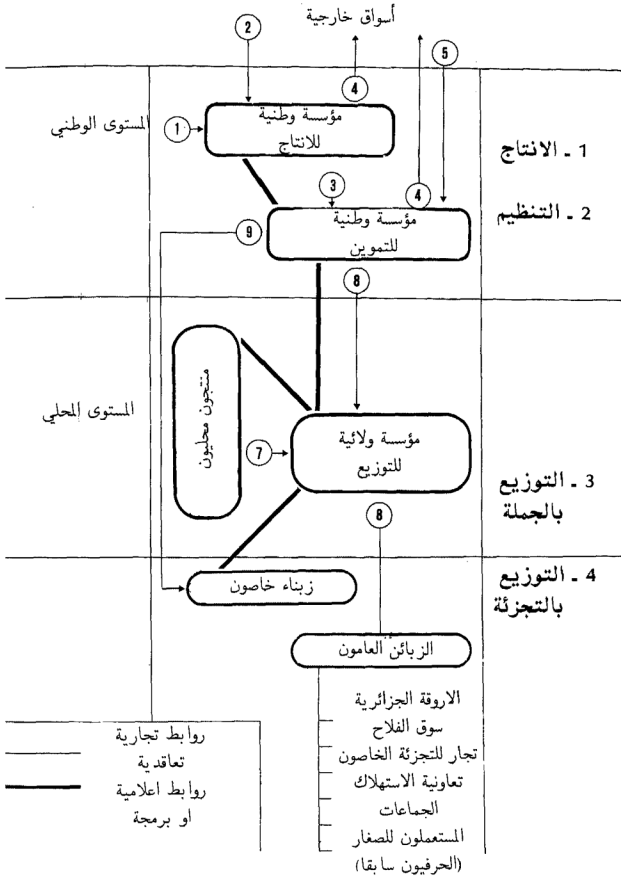 أسواق خارجية
2
4
5
المستوى الوطني
1
مؤسسة وطنية
للانتاج
1 ـ الانتاج
3
4
2 ـ التنظيم
9
مؤسسة وطنية
للتموين
8
منتجون محليون
المستوى المحلي
مؤسسة ولائية
للتوزيع
7
3 ـ التوزيع
بالجملة
8
4 ـ التوزيع
بالتجزئة
زبناء خاصون
الزبائن العامون
الاروقة الجزائرية
سوق الفلاح
تجار للتجزئة الخاصون
تعاونية الاستهلاك
الجماعات
المستعملون للصغار
(الحرفيون سابقا)
روابط تجارية
تعاقدية
روابط اعلامية
او برمجة